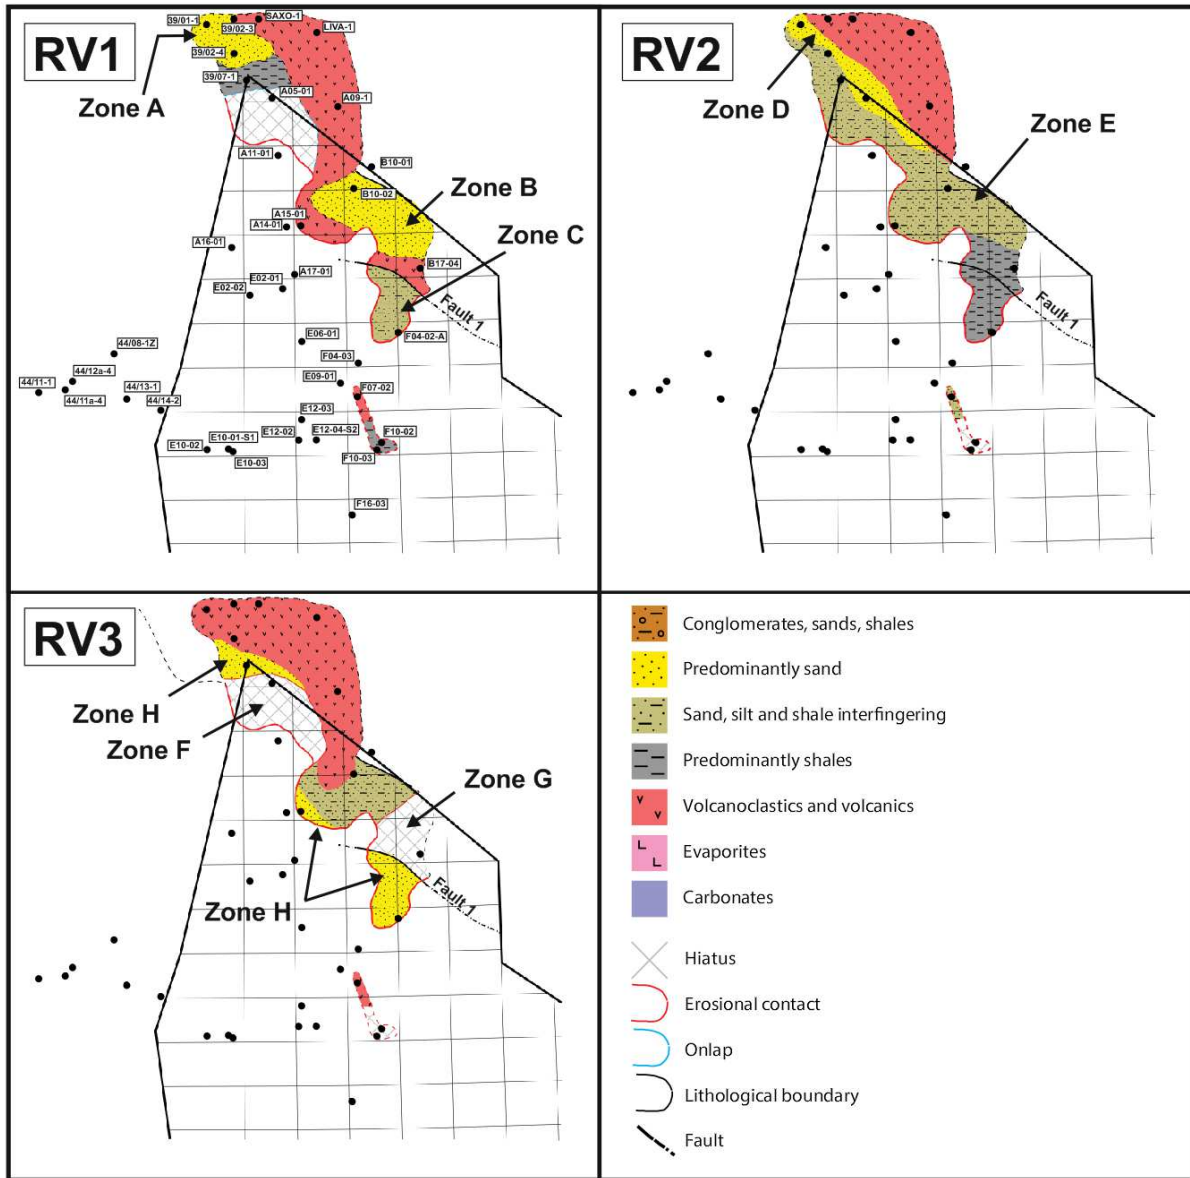 RV1
39/01-1
SAXO-1
39/02-3
LIVA-1
39/02-4
39/07-1
Zone A
A05-01
A09-1
A11-01
B10-01
B10-02
Zone B
A15-01
A14-01
Zone C
A16-01
B17-04
A17-01
E02-01
E02-02
Fault 1
E06-01
F04-02-A
44/08-1Z
F04-03
44/12a-4
44/11-1
44/13-1
E09-01
F07-02
44/11a-4
44/14-2
E12-03
E10-01-S1
E12-02
E12-04-S2
F10-02
E10-02
E10-03
F10-03
F16-03
RV2
Zone D
Zone E
Fault 1
RV3
Zone H
Zone F
Zone G
Fault 1
Zone H
Conglomerates, sands, shales
Predominantly sand
Sand, silt and shale interfingering
Predominantly shales
Volcanoclastics and volcanics
Evaporites
Carbonates
Hiatus
Erosional contact
Onlap
Lithological boundary
Fault